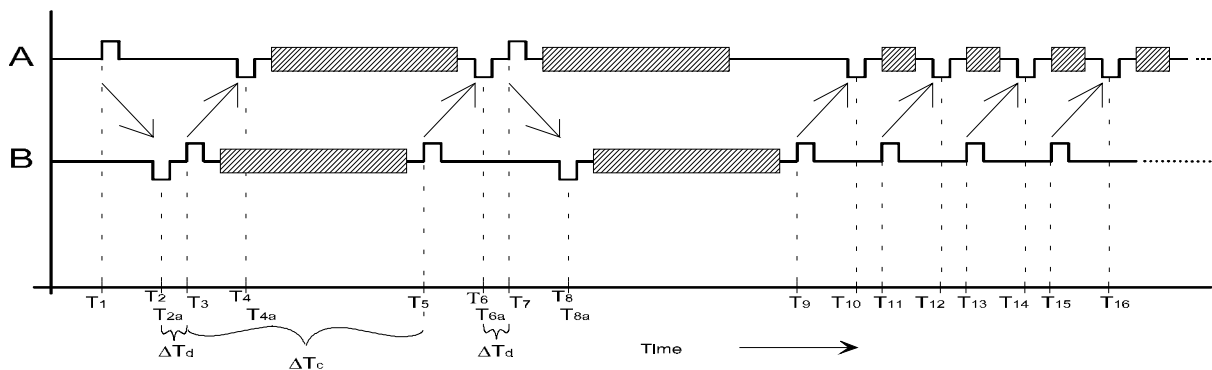 A
B
T1 T2 T3 T4 T5 T6 T7 T8 T9 T10 T11 T12 T13 T14 T15 T16
T2a T4a T6a T8a
ΔTd ΔTc ΔTd TIme